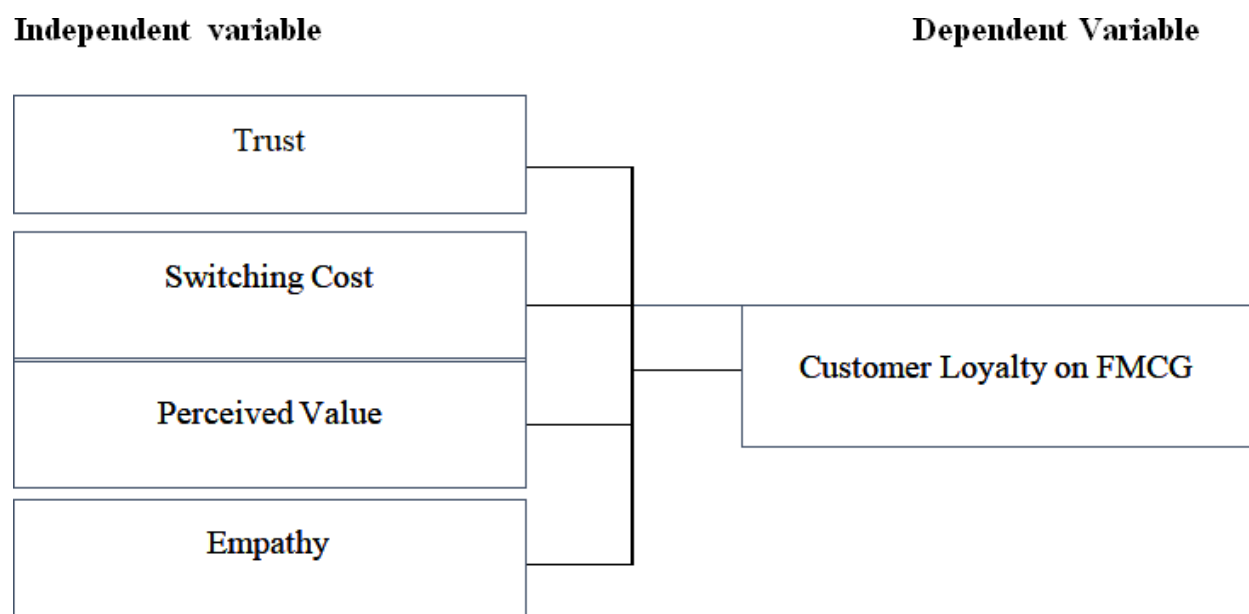 Independent variable
Dependent Variable
Trust
Switching Cost
Perceived Value
Empathy
Customer Loyalty on FMCG